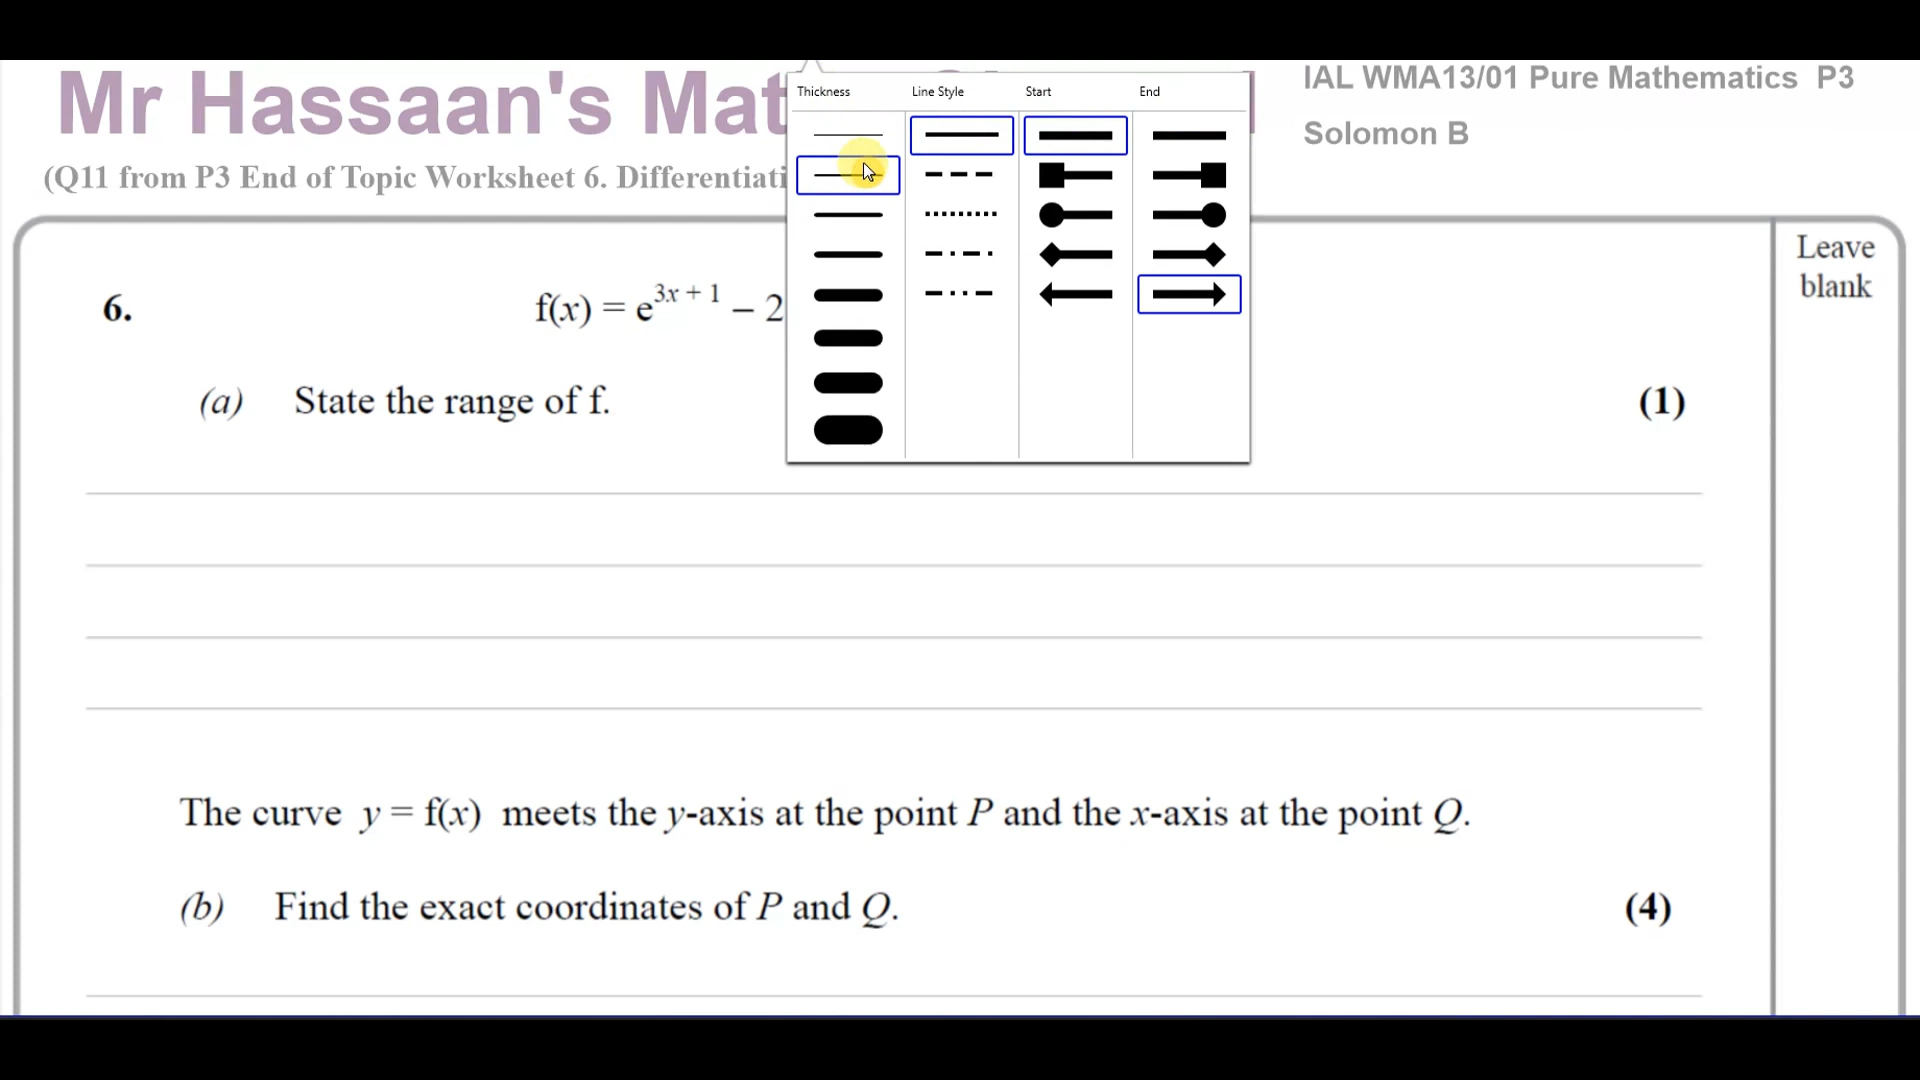 Mr Hassaan's Mat
IAL WMA13/01 Pure Mathematics P3
Solomon B
(Q11 from P3 End of Topic Worksheet 6. Differentiati
Thickness Line Style Start End
Leave
blank
6. f(x) = e^{3x + 1} – 2
(a) State the range of f. (1)
The curve y = f(x) meets the y-axis at the point P and the x-axis at the point Q.
(b) Find the exact coordinates of P and Q. (4)